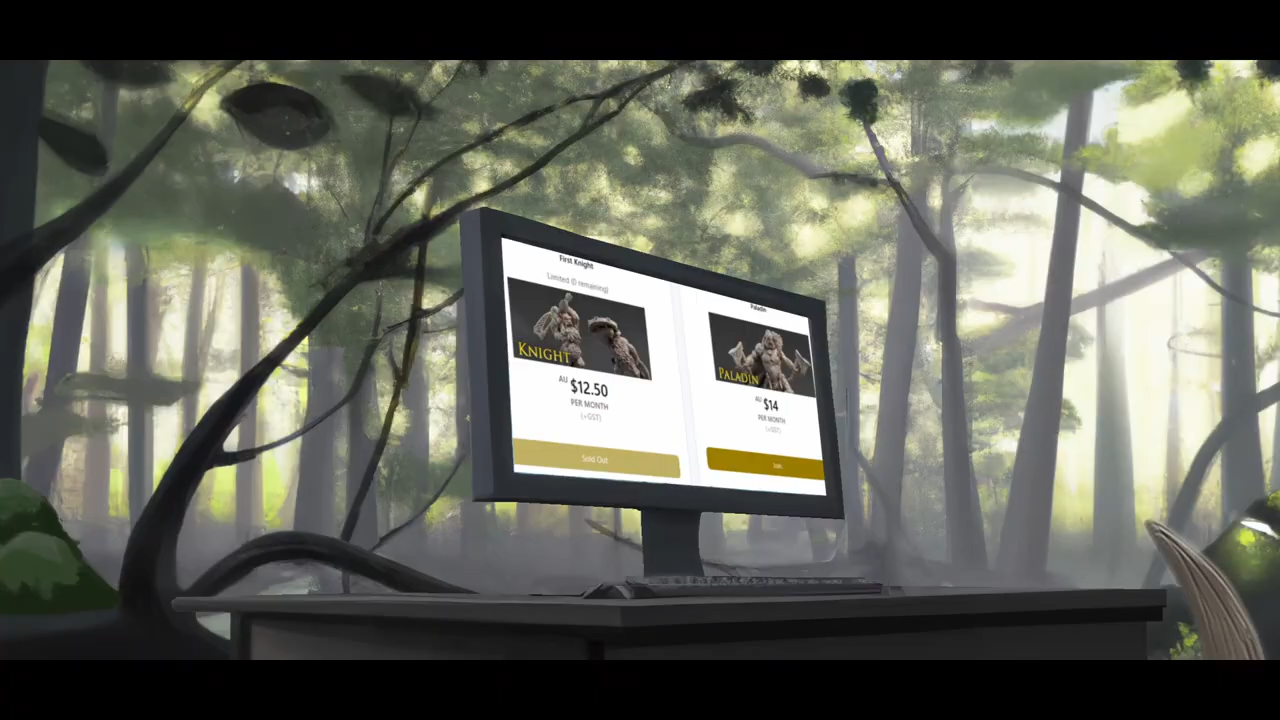 First Knight
Limited (0 remaining)
KNIGHT
AU $12.50
PER MONTH
(+GST)
Sold Out
Paladin
PALADIN
AU $14
PER MONTH
(+GST)
Join